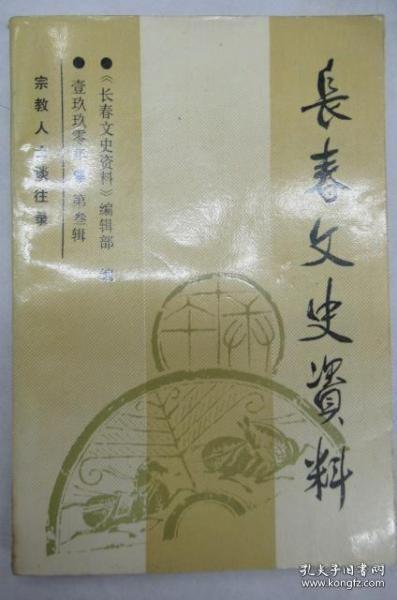 長春文史資料
●《长春文史资料》编辑部 编
●壹玖玖零年 第叁辑
宗教人士谈往录
孔夫子旧书网
www.kongfz.com